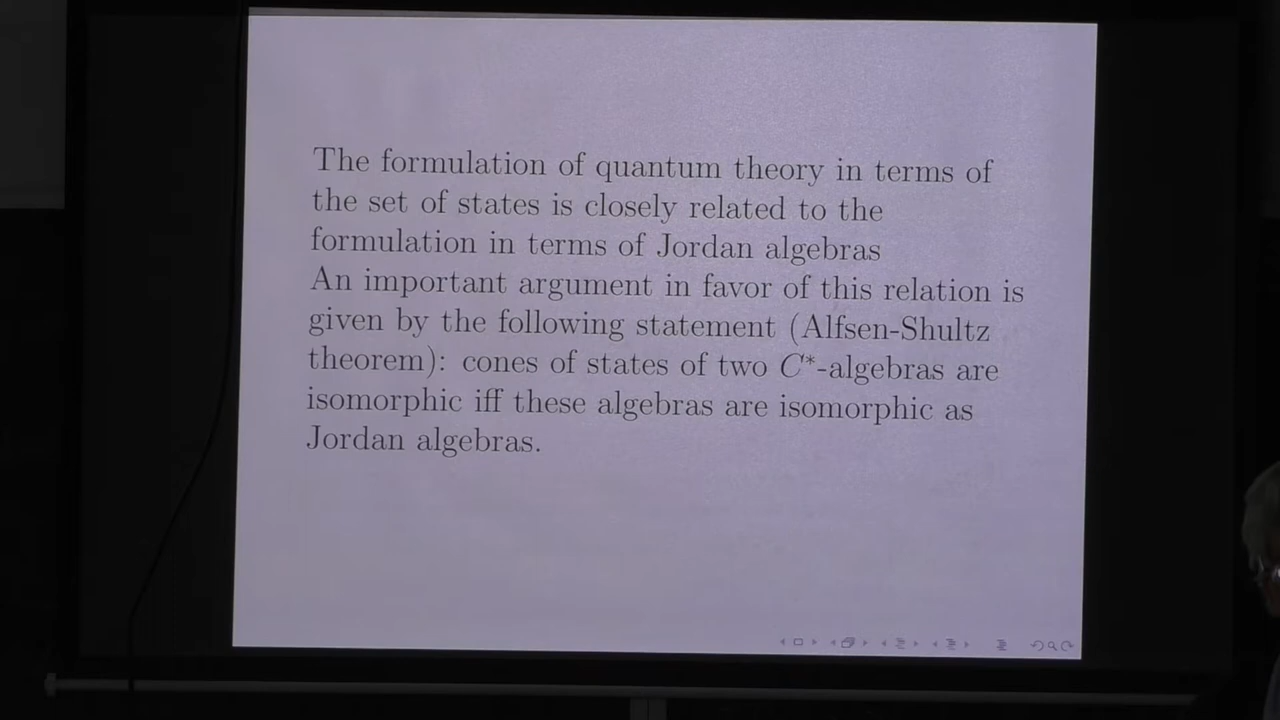 The formulation of quantum theory in terms of
the set of states is closely related to the
formulation in terms of Jordan algebras
An important argument in favor of this relation is
given by the following statement (Alfsen-Shultz
theorem): cones of states of two C*-algebras are
isomorphic iff these algebras are isomorphic as
Jordan algebras.